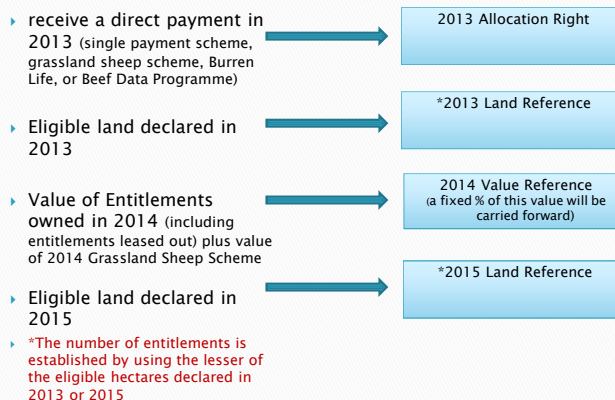 receive a direct payment in
2013 (single payment scheme,
grassland sheep scheme, Burren
Life, or Beef Data Programme)
2013 Allocation Right
Eligible land declared in
2013
*2013 Land Reference
Value of Entitlements
owned in 2014 (including
entitlements leased out) plus value
of 2014 Grassland Sheep Scheme
2014 Value Reference
(a fixed % of this value will be
carried forward)
Eligible land declared in
2015
*2015 Land Reference
*The number of entitlements is
established by using the lesser of
the eligible hectares declared in
2013 or 2015